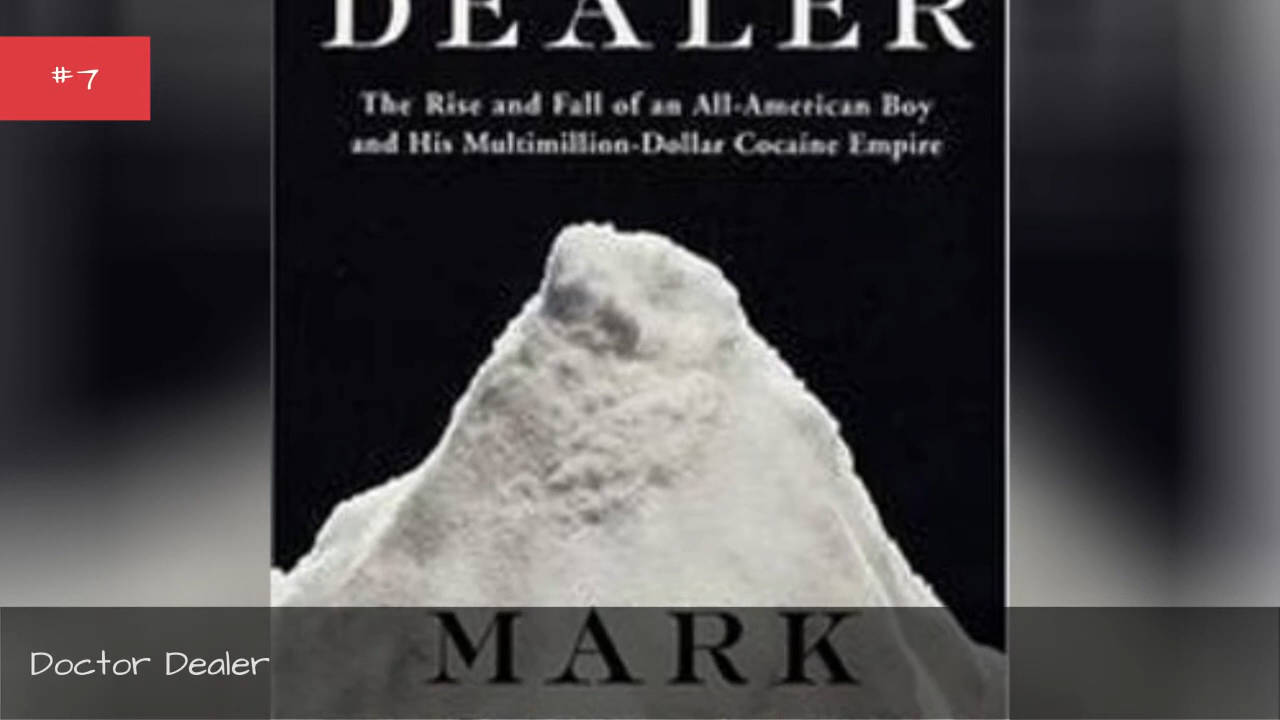 DEALER
#7
The Rise and Fall of an All-American Boy
and His Multimillion-Dollar Cocaine Empire
MARK
Doctor Dealer